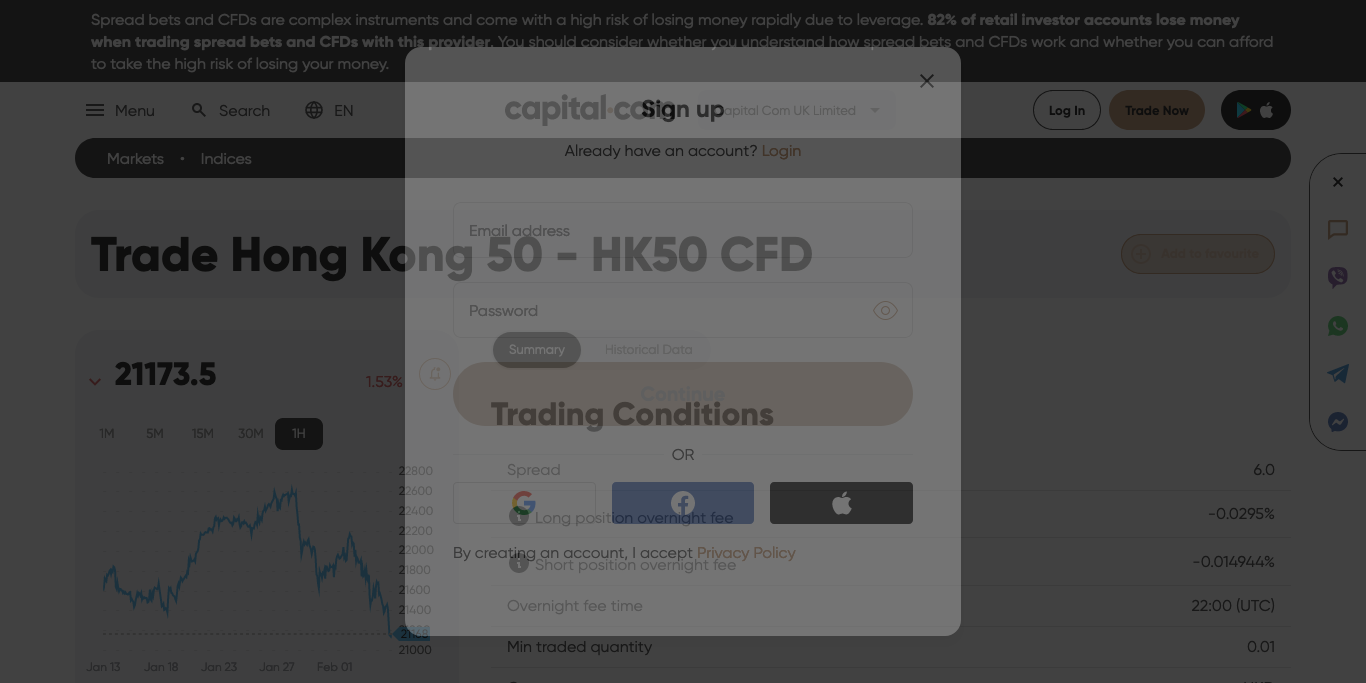 Spread bets and CFDs are complex instruments and come with a high risk of losing money rapidly due to leverage. 82% of retail investor accounts lose money
when trading spread bets and CFDs with this provider. You should consider whether you understand how spread bets and CFDs work and whether you can afford
to take the high risk of losing your money.
Menu
Search
EN
capital.com
Capital Com UK Limited
Log In
Trade Now
Sign up
Already have an account? Login
Markets • Indices
Email address
Trade Hong Kong 50 - HK50 CFD
Add to favourite
Password
Summary
Historical Data
21173.5
1.53%
Continue
Trading Conditions
1M
5M
15M
30M
1H
OR
Spread
6.0
Long position overnight fee
-0.0295%
By creating an account, I accept Privacy Policy
Short position overnight fee
-0.014944%
Overnight fee time
22:00 (UTC)
Min traded quantity
0.01
22800
22600
22400
22200
22000
21800
21600
21400
21000
Jan 13
Jan 18
Jan 23
Jan 27
Feb 01